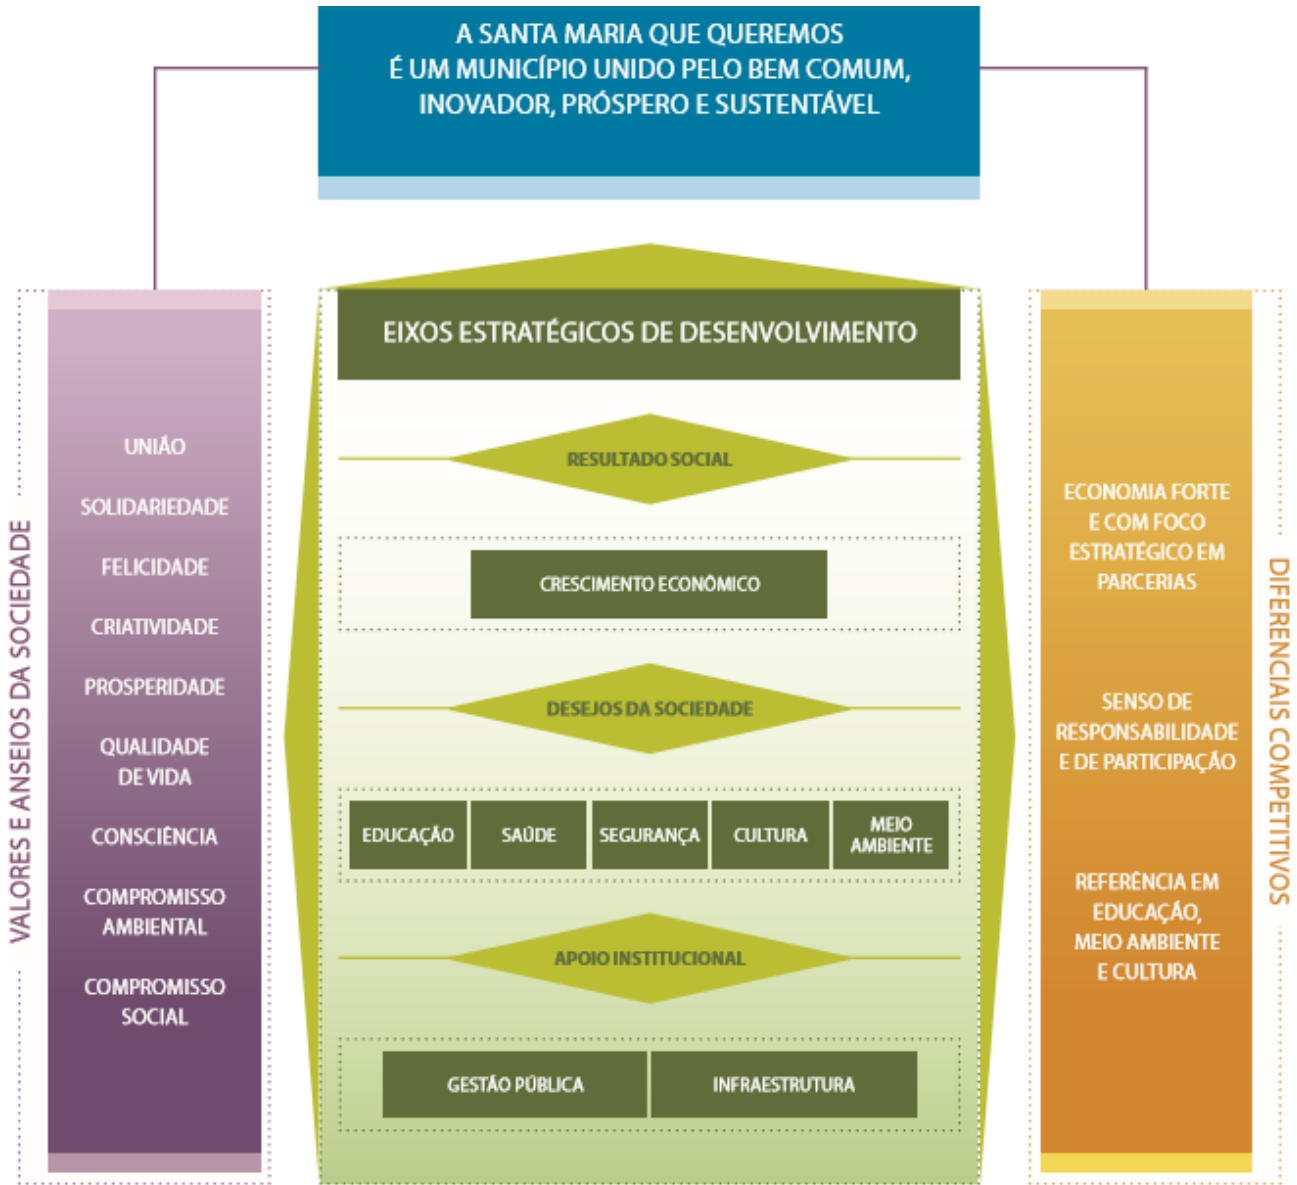 A SANTA MARIA QUE QUEREMOS
É UM MUNICÍPIO UNIDO PELO BEM COMUM,
INOVADOR, PRÓSPERO E SUSTENTÁVEL
VALORES E ANSEIOS DA SOCIEDADE
UNIÃO
SOLIDARIEDADE
FELICIDADE
CRIATIVIDADE
PROSPERIDADE
QUALIDADE
DE VIDA
CONSCIÊNCIA
COMPROMISSO
AMBIENTAL
COMPROMISSO
SOCIAL
EIXOS ESTRATÉGICOS DE DESENVOLVIMENTO
RESULTADO SOCIAL
CRESCIMENTO ECONÔMICO
DESEJOS DA SOCIEDADE
EDUCAÇÃO
SAÚDE
SEGURANÇA
CULTURA
MEIO
AMBIENTE
APOIO INSTITUCIONAL
GESTÃO PÚBLICA
INFRAESTRUTURA
ECONOMIA FORTE
E COM FOCO
ESTRATÉGICO EM
PARCERIAS
SENSO DE
RESPONSABILIDADE
E DE PARTICIPAÇÃO
REFERÊNCIA EM
EDUCAÇÃO,
MEIO AMBIENTE
E CULTURA
DIFERENCIAIS COMPETITIVOS